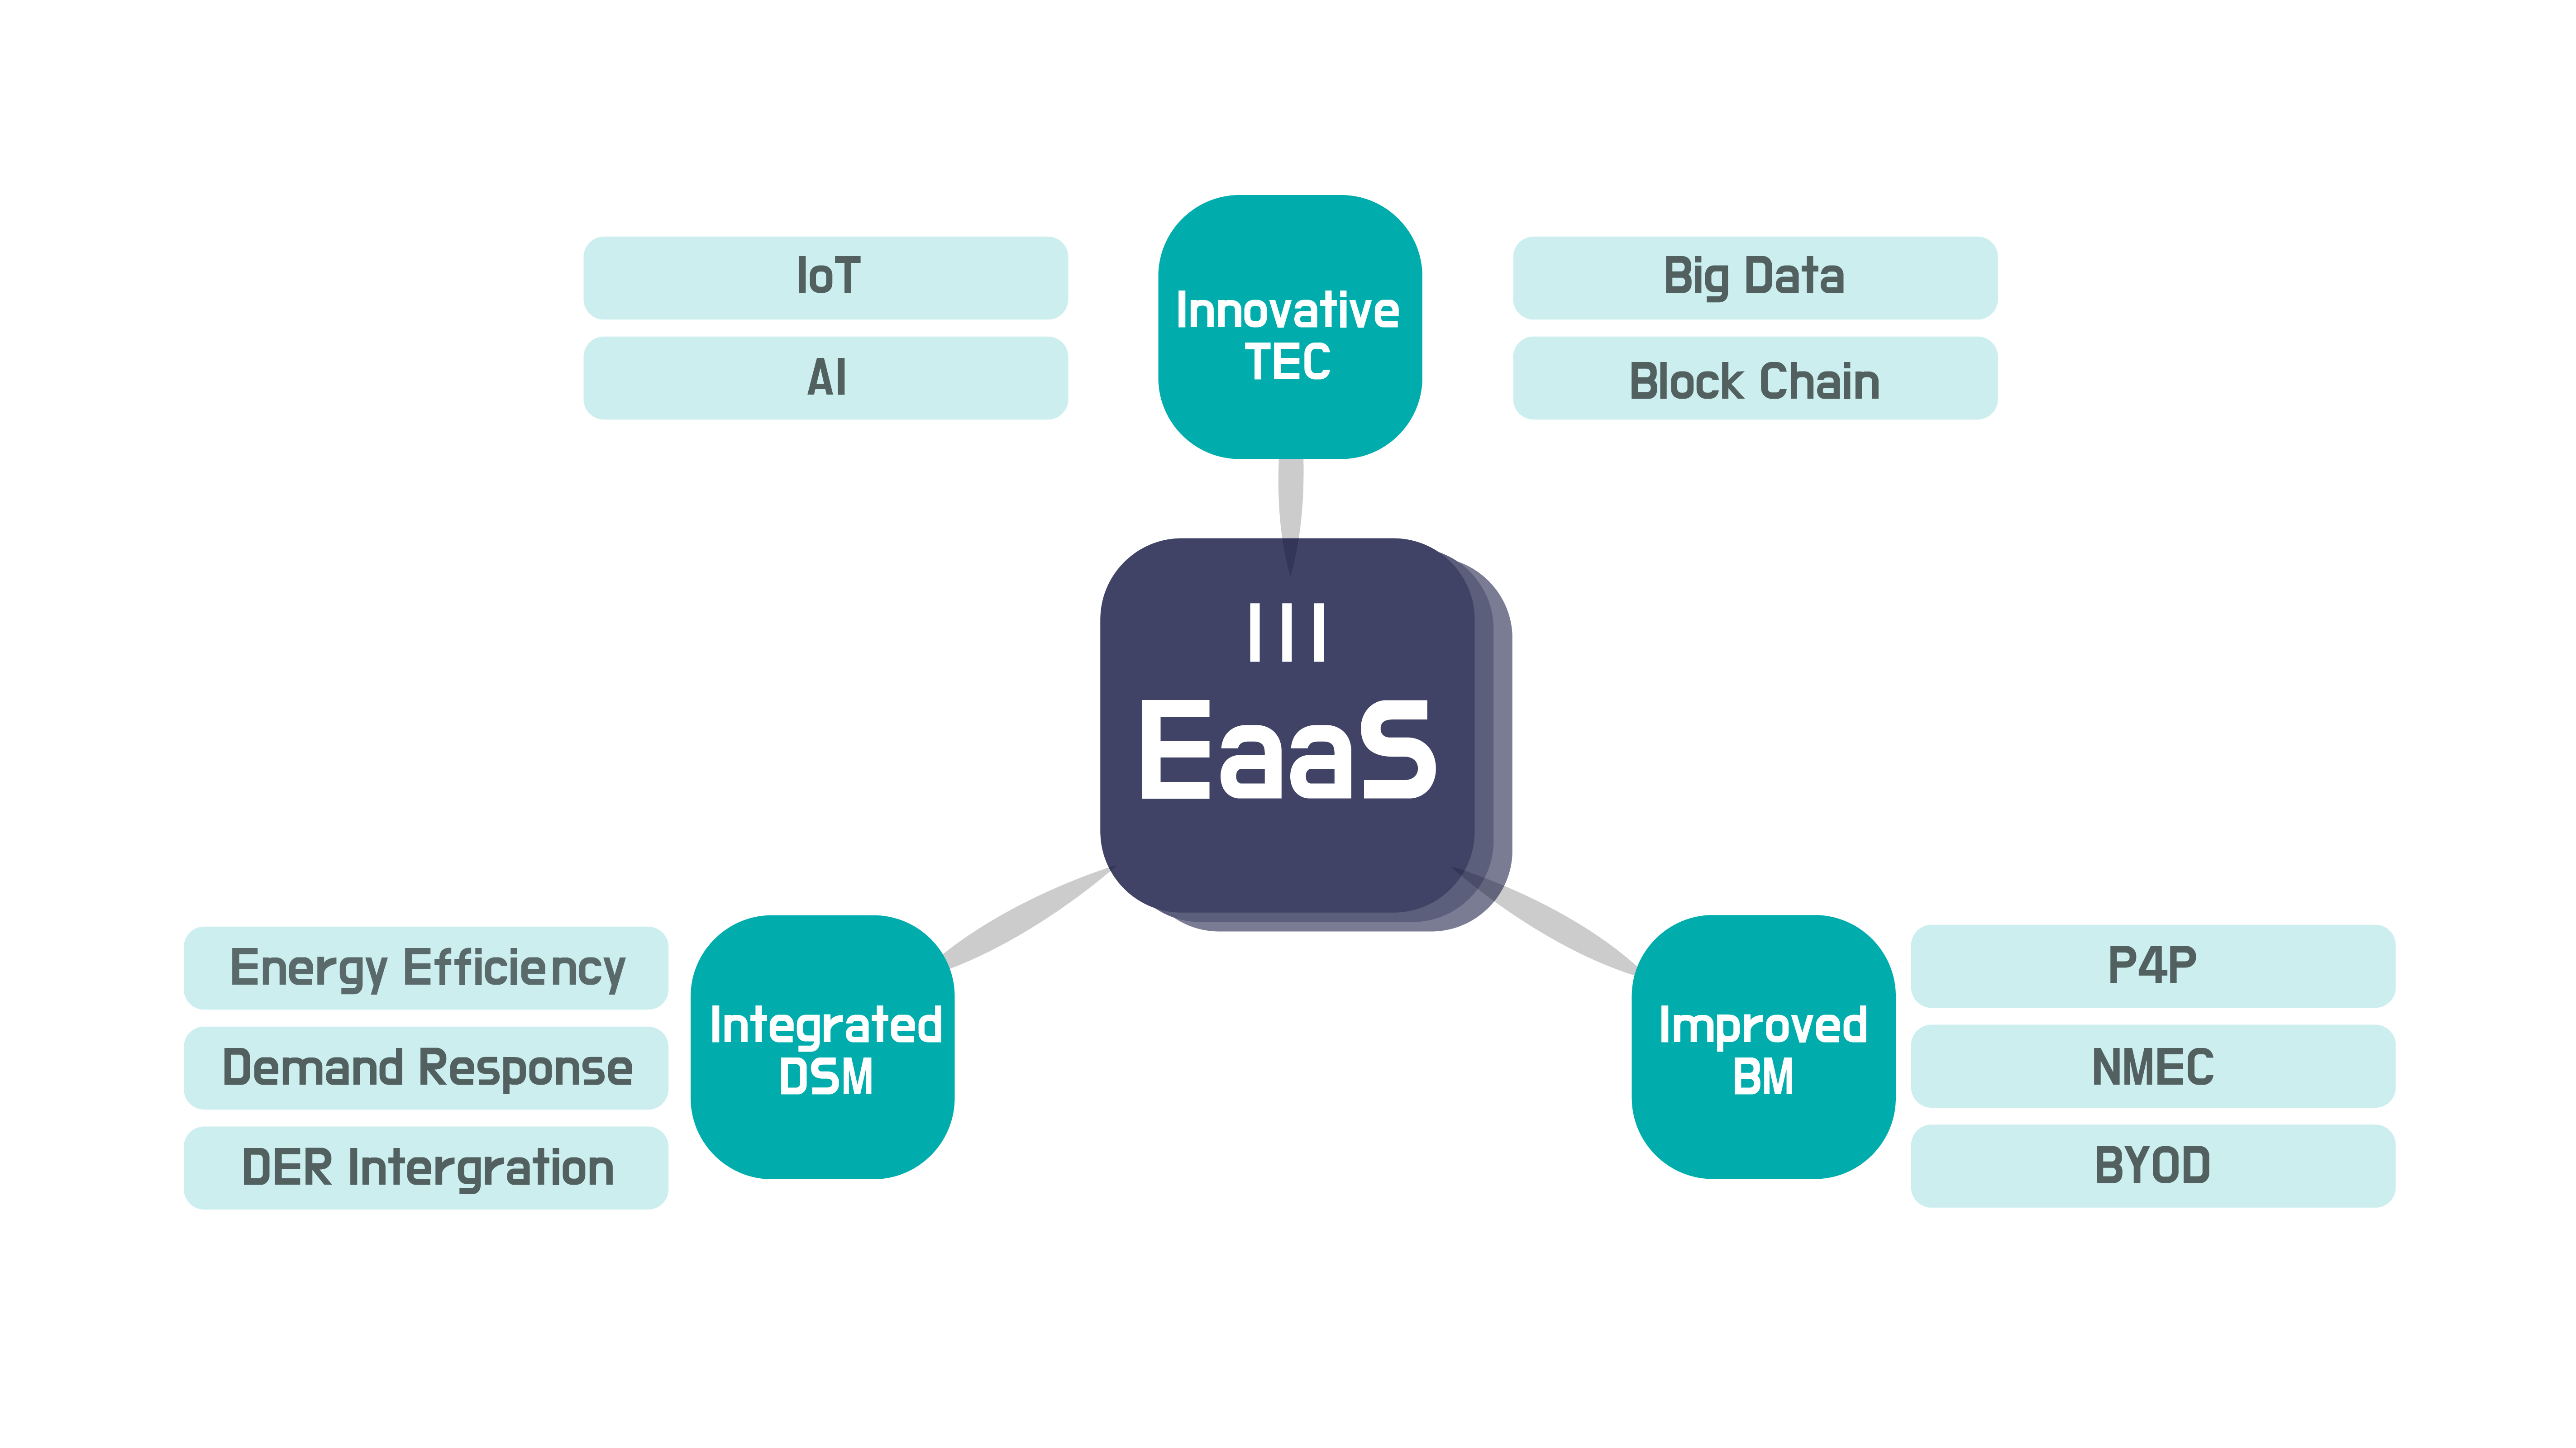 IoT
AI
Innovative
TEC
Big Data
Block Chain
III
EaaS
Energy Efficiency
Demand Response
DER Intergration
Integrated
DSM
Improved
BM
P4P
NMEC
BYOD